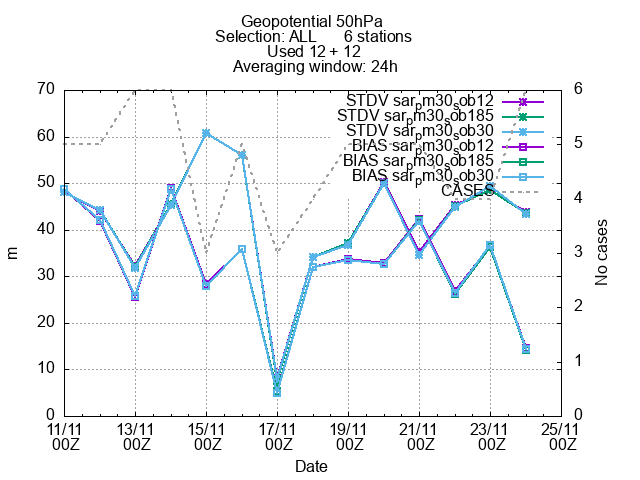 Geopotential 50hPa
Selection: ALL 6 stations
Used 12 + 12
Averaging window: 24h
70
60
50
40
30
20
10
0
m
6
5
4
3
2
1
0
No cases
STDV sar_pm30_sob12
STDV sar_pm30_sob185
STDV sar_pm30_sob30
BIAS sar_pm30_sob12
BIAS sar_pm30_sob185
BIAS sar_pm30_sob30
CASES
11/11 13/11 15/11 17/11 19/11 21/11 23/11 25/11
00Z 00Z 00Z 00Z 00Z 00Z 00Z 00Z
Date